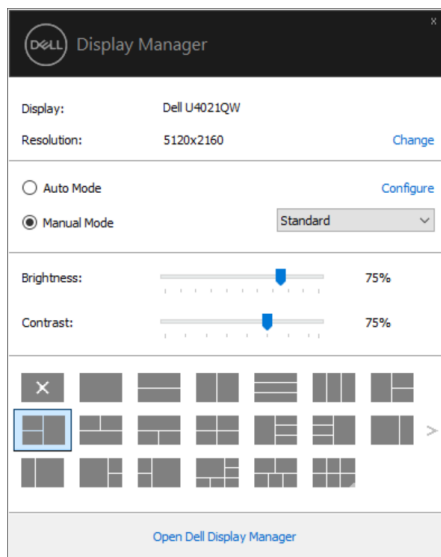 x
DELL Display Manager
Display: Dell U4021QW
Resolution: 5120x2160 Change
Auto Mode Configure
Manual Mode Standard
Brightness: 75%
Contrast: 75%
>
Open Dell Display Manager